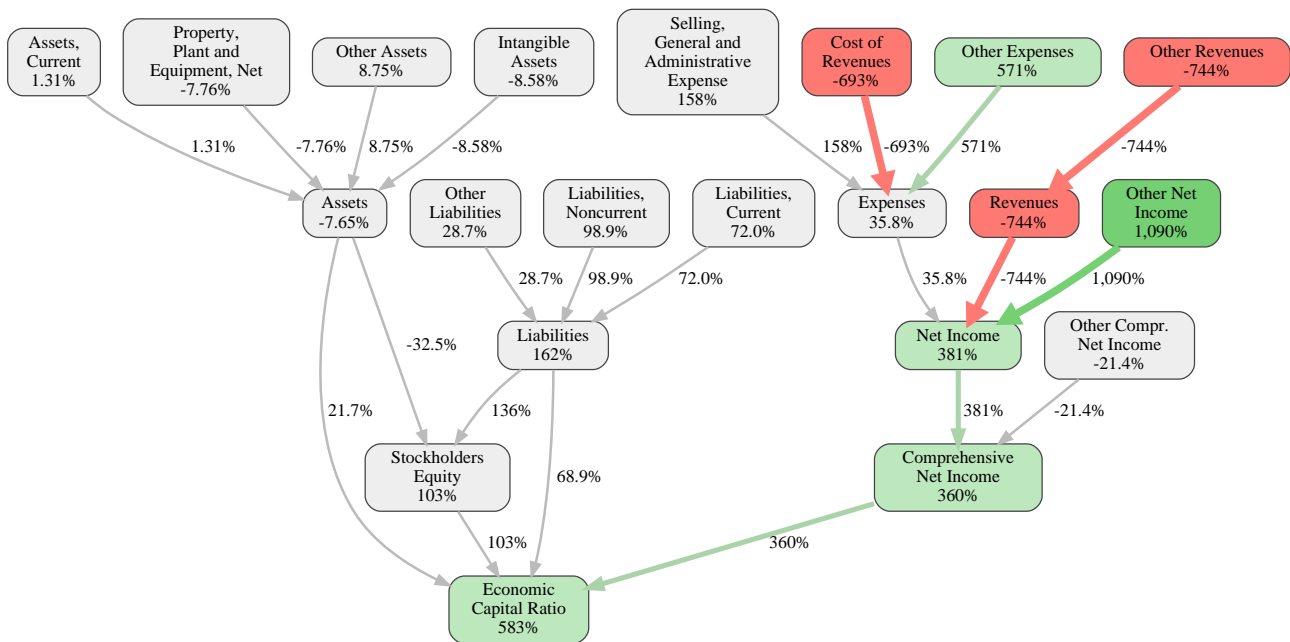 Assets,
Current
1.31%
Property,
Plant and
Equipment, Net
-7.76%
Other Assets
8.75%
Intangible
Assets
-8.58%
Selling,
General and
Administrative
Expense
158%
Cost of
Revenues
-693%
Other Expenses
571%
Other Revenues
-744%
1.31%
-7.76%
8.75%
-8.58%
158%
-693%
571%
-744%
Assets
-7.65%
Other
Liabilities
28.7%
Liabilities,
Noncurrent
98.9%
Liabilities,
Current
72.0%
Expenses
35.8%
Revenues
-744%
Other Net
Income
1,090%
28.7%
98.9%
72.0%
35.8%
-744%
1,090%
Liabilities
162%
Net Income
381%
Other Compr.
Net Income
-21.4%
-32.5%
21.7%
136%
68.9%
381%
-21.4%
Stockholders
Equity
103%
Comprehensive
Net Income
360%
103%
360%
Economic
Capital Ratio
583%